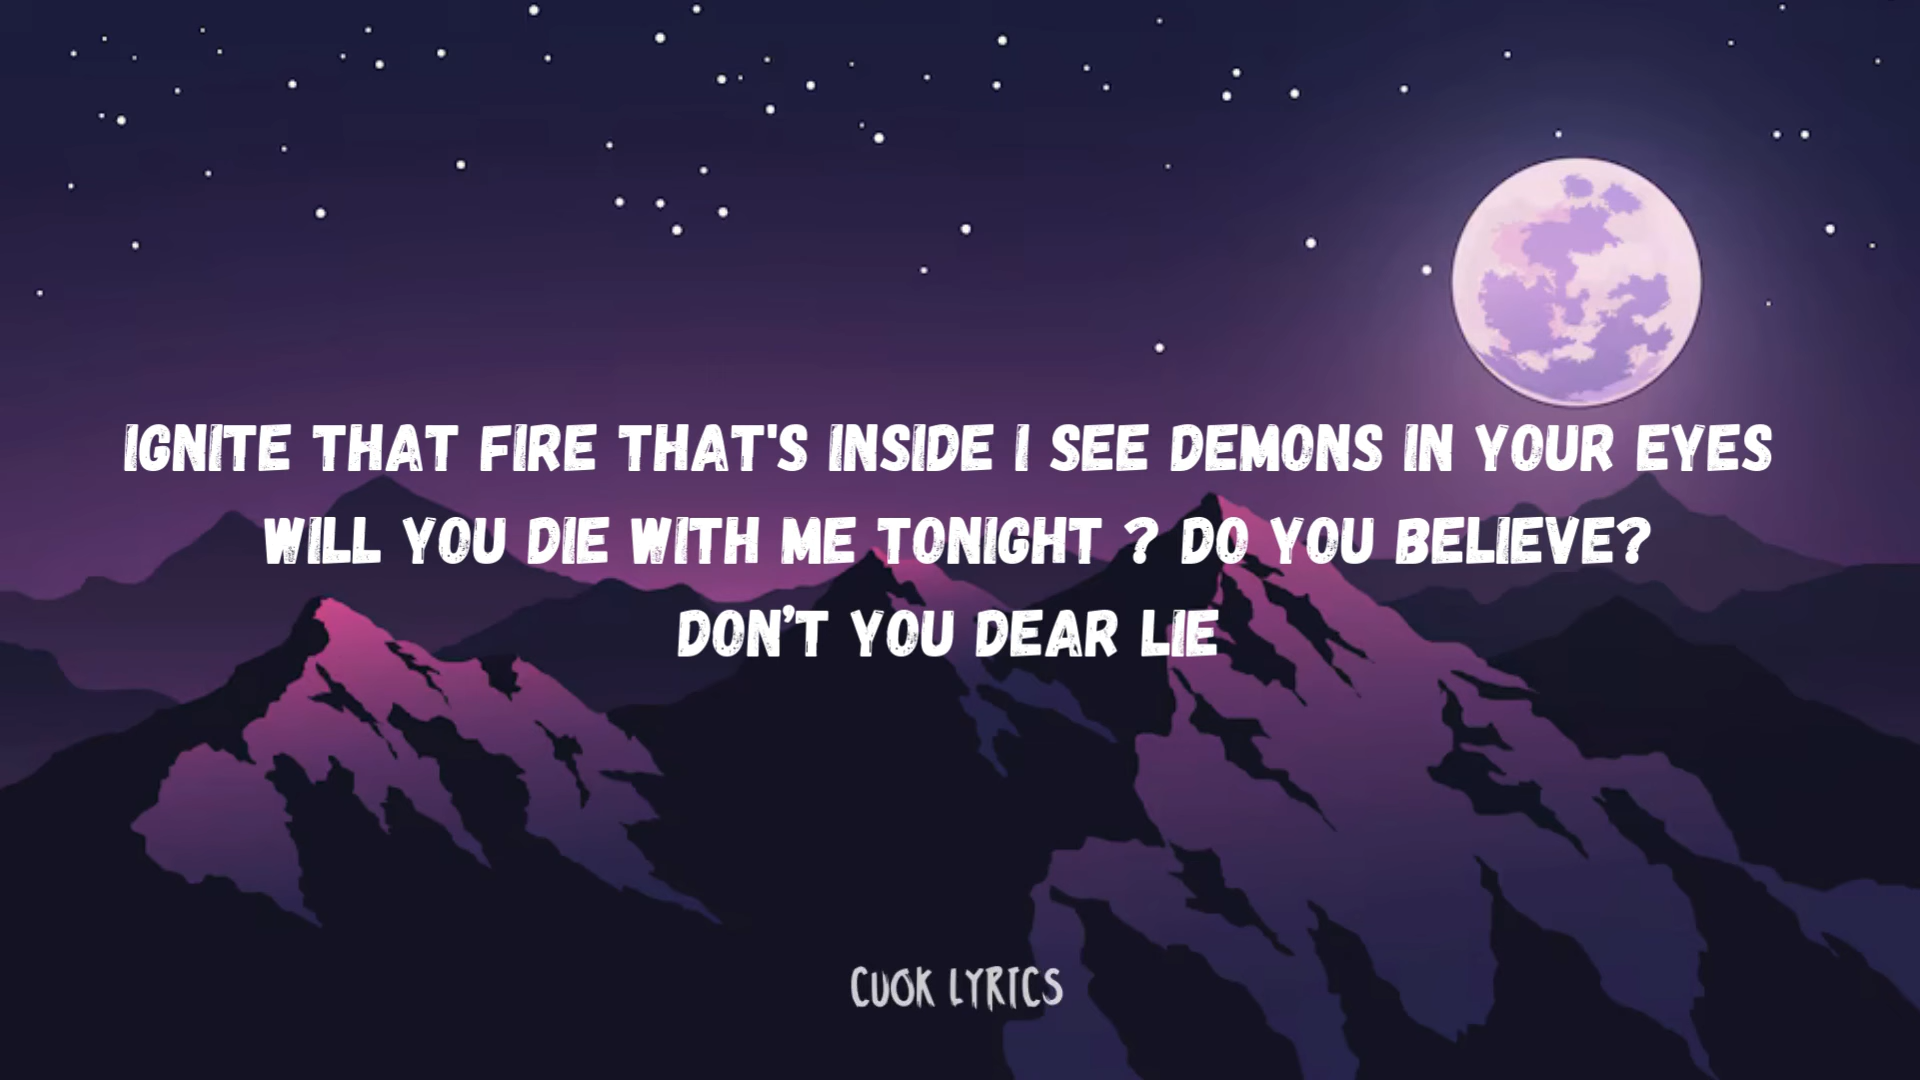 IGNITE THAT FIRE THAT'S INSIDE I SEE DEMONS IN YOUR EYES
WILL YOU DIE WITH ME TONIGHT ? DO YOU BELIEVE?
DON’T YOU DEAR LIE
CUOK LYRICS